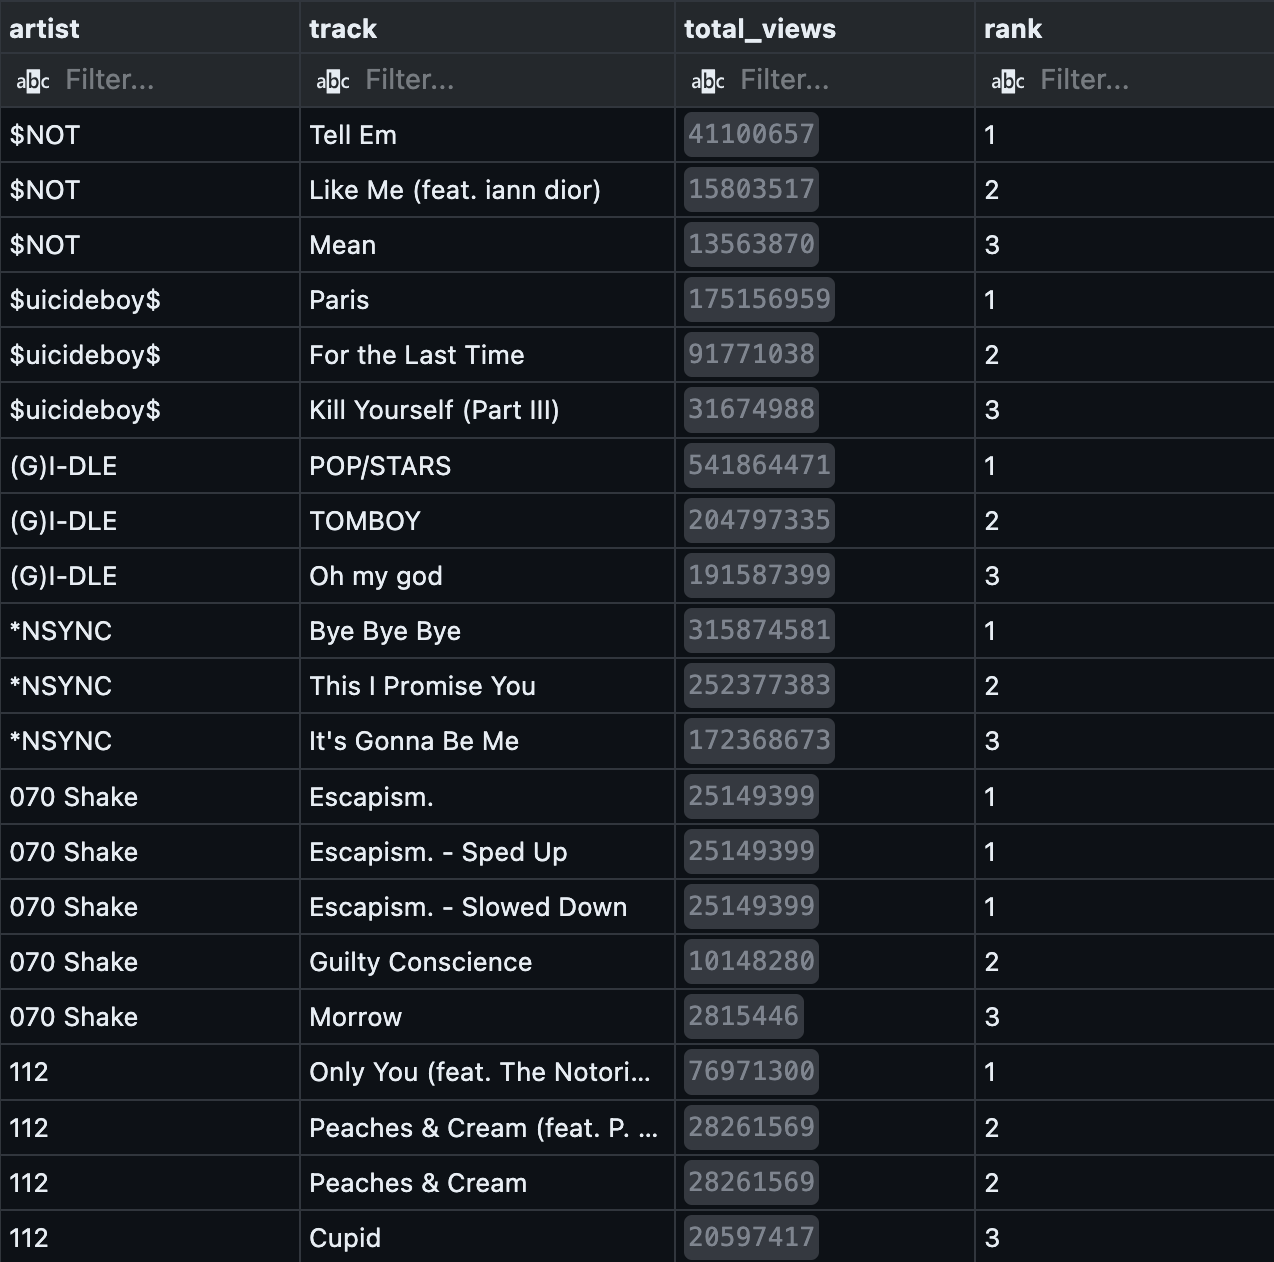 artist track total_views rank
abc Filter... abc Filter... abc Filter... abc Filter...
$NOT Tell Em 41100657 1
$NOT Like Me (feat. iann dior) 15803517 2
$NOT Mean 13563870 3
$uicideboy$ Paris 175156959 1
$uicideboy$ For the Last Time 91771038 2
$uicideboy$ Kill Yourself (Part III) 31674988 3
(G)I-DLE POP/STARS 541864471 1
(G)I-DLE TOMBOY 204797335 2
(G)I-DLE Oh my god 191587399 3
*NSYNC Bye Bye Bye 315874581 1
*NSYNC This I Promise You 252377383 2
*NSYNC It's Gonna Be Me 172368673 3
070 Shake Escapism. 25149399 1
070 Shake Escapism. - Sped Up 25149399 1
070 Shake Escapism. - Slowed Down 25149399 1
070 Shake Guilty Conscience 10148280 2
070 Shake Morrow 2815446 3
112 Only You (feat. The Notori... 76971300 1
112 Peaches & Cream (feat. P. ... 28261569 2
112 Peaches & Cream 28261569 2
112 Cupid 20597417 3